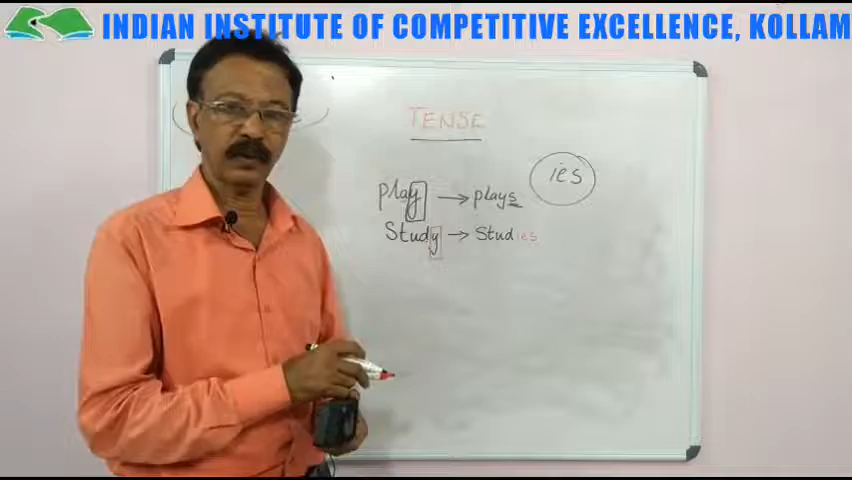 INDIAN INSTITUTE OF COMPETITIVE EXCELLENCE, KOLLAM
TENSE
ies
play → plays
Study → Studies